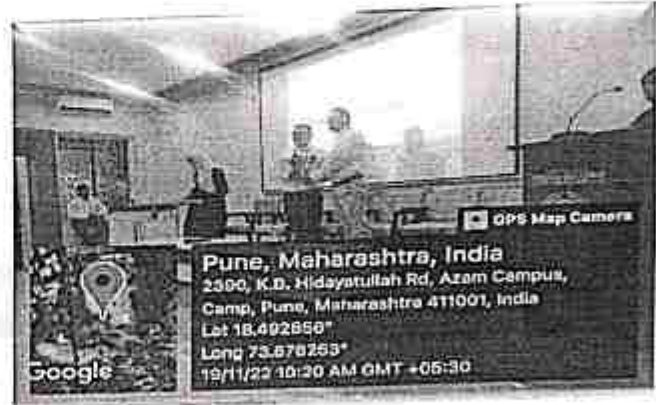 GPS Map Camera
Pune, Maharashtra, India
2390, K.B. Hidayatullah Rd, Azam Campus,
Camp, Pune, Maharashtra 411001, India
Lat 18.492656°
Long 73.878253°
19/11/22 10:20 AM GMT +05:30
Google